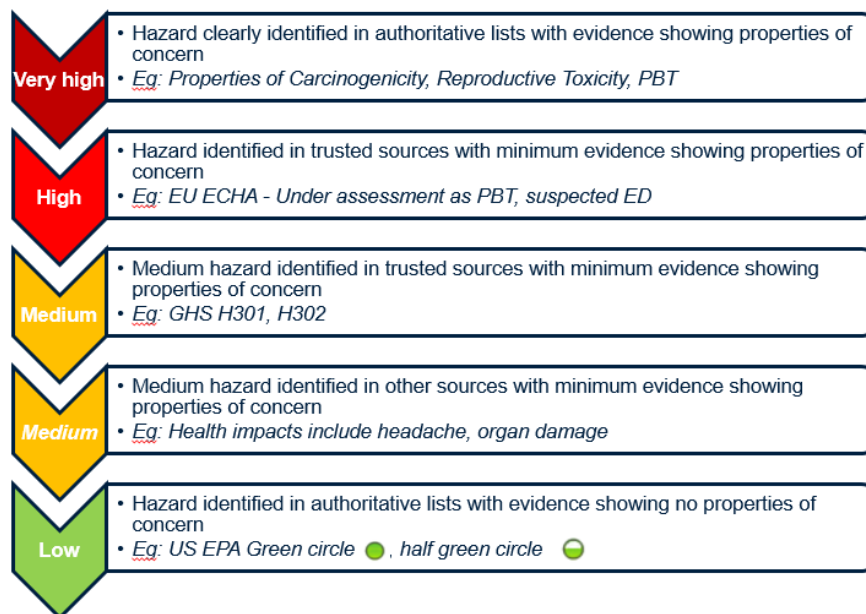 Very high
• Hazard clearly identified in authoritative lists with evidence showing properties of
concern
• Eg: Properties of Carcinogenicity, Reproductive Toxicity, PBT
High
• Hazard identified in trusted sources with minimum evidence showing properties of
concern
• Eg: EU ECHA - Under assessment as PBT, suspected ED
Medium
• Medium hazard identified in trusted sources with minimum evidence showing
properties of concern
• Eg: GHS H301, H302
Medium
• Medium hazard identified in other sources with minimum evidence showing
properties of concern
• Eg: Health impacts include headache, organ damage
Low
• Hazard identified in authoritative lists with evidence showing no properties of
concern
• Eg: US EPA Green circle , half green circle